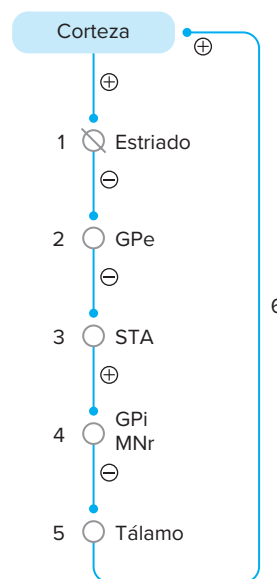 Corteza
⊕
⊕
1 Estriado
⊖
2 GPe
⊖
6
3 STA
⊕
4 GPi
MNr
⊖
5 Tálamo